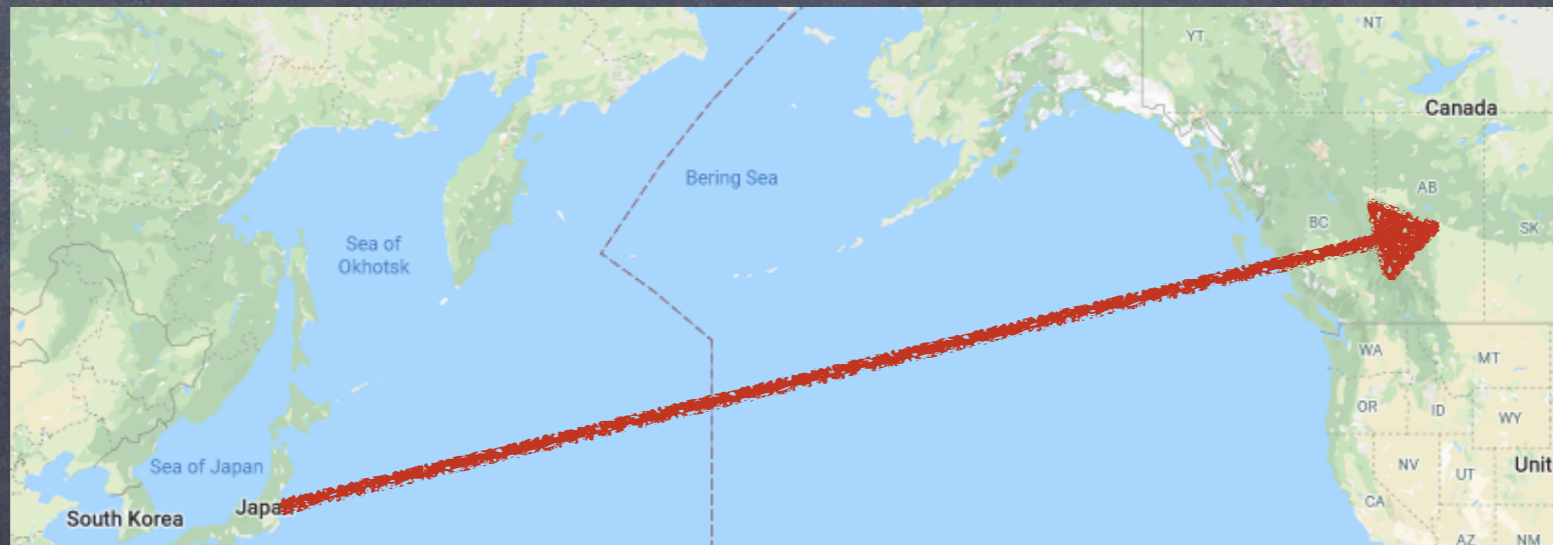 NT
YT
Canada
Bering Sea
AB
BC
SK
Sea of
Okhotsk
WA
MT
OR
ID
WY
Sea of Japan
NV
UT
Unit
Japa
CA
South Korea
AZ
NM